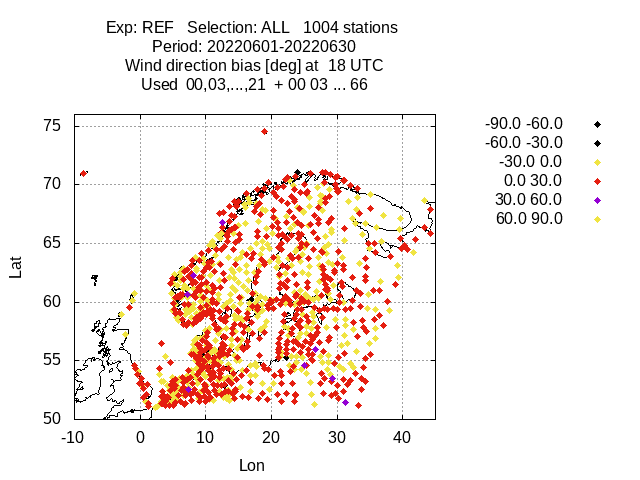 Exp: REF   Selection: ALL   1004 stations
Period: 20220601-20220630
Wind direction bias [deg] at  18 UTC
Used  00,03,...,21  + 00 03 ... 66
75
70
65
60
55
50
Lat
-10 0 10 20 30 40
Lon
-90.0 -60.0
-60.0 -30.0
-30.0 0.0
0.0 30.0
30.0 60.0
60.0 90.0